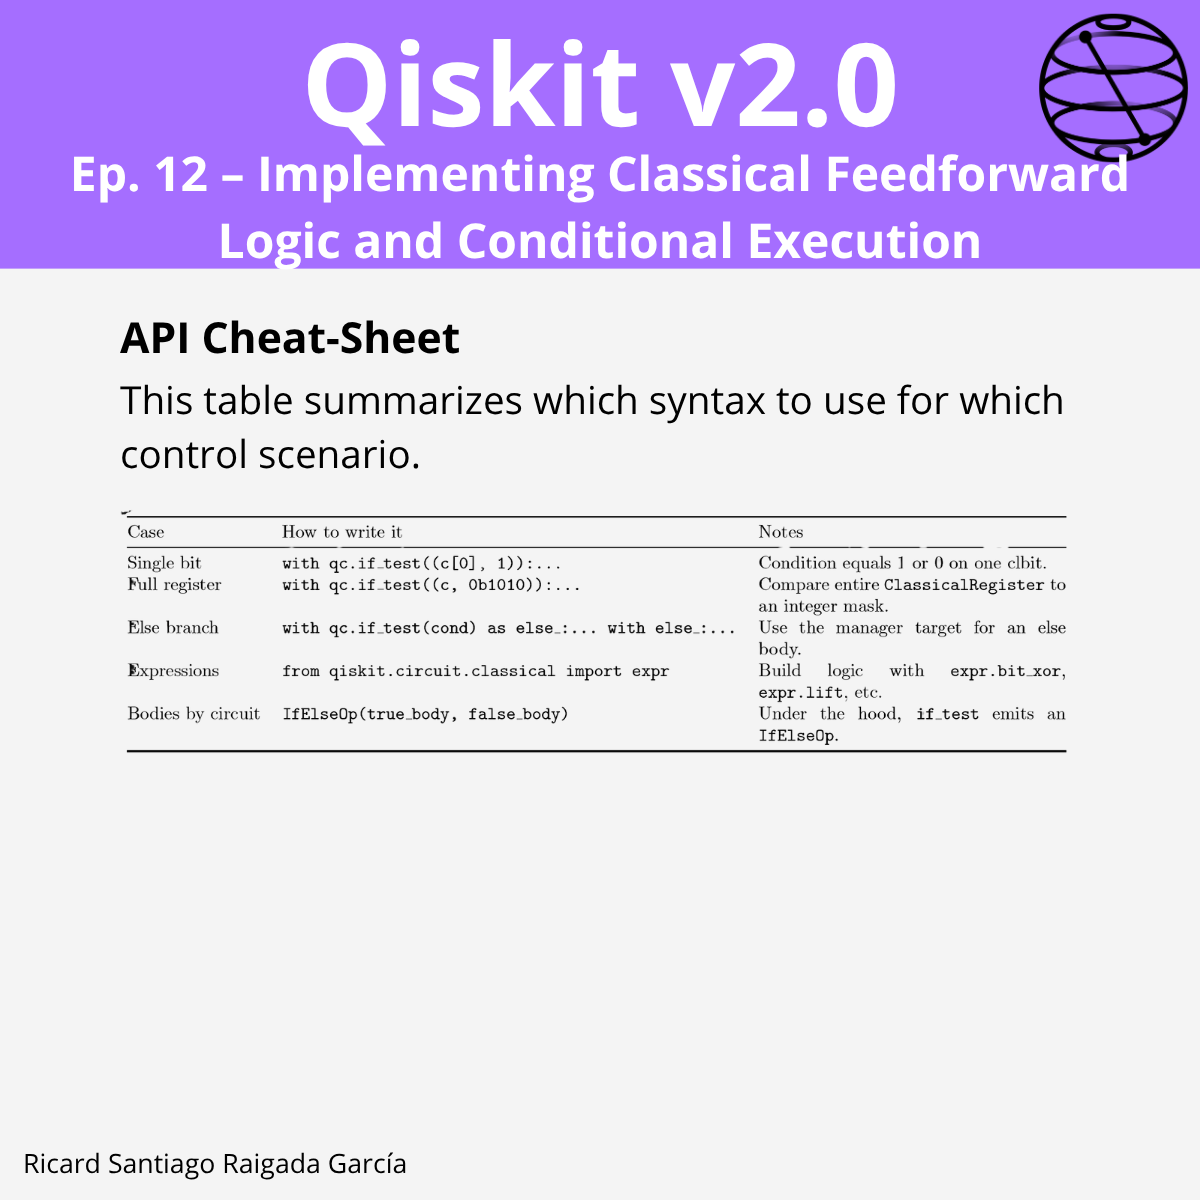 Qiskit v2.0
Ep. 12 – Implementing Classical Feedforward
Logic and Conditional Execution
API Cheat-Sheet
This table summarizes which syntax to use for which
control scenario.
Case How to write it Notes
Single bit with qc.if_test((c[0], 1)):... Condition equals 1 or 0 on one clbit.
Full register with qc.if_test((c, 0b1010)):... Compare entire ClassicalRegister to
an integer mask.
Else branch with qc.if_test(cond) as else_:... with else_:... Use the manager target for an else
body.
Expressions from qiskit.circuit.classical import expr Build logic with expr.bit_xor,
expr.lift, etc.
Bodies by circuit IfElseOp(true_body, false_body) Under the hood, if_test emits an
IfElseOp.
Ricard Santiago Raigada García